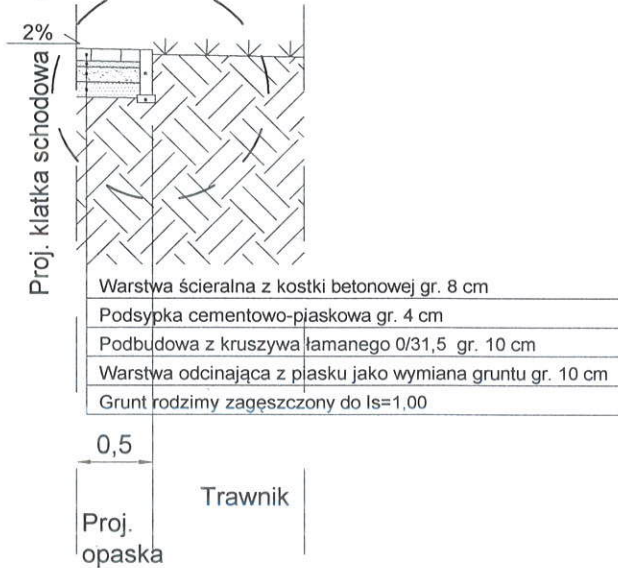 2%
Proj. klatka schodowa
Warstwa ścieralna z kostki betonowej gr. 8 cm
Podsypka cementowo-piaskowa gr. 4 cm
Podbudowa z kruszywa łamanego 0/31,5 gr. 10 cm
Warstwa odcinająca z piasku jako wymiana gruntu gr. 10 cm
Grunt rodzimy zagęszczony do Is=1,00
0,5
Trawnik
Proj.
opaska